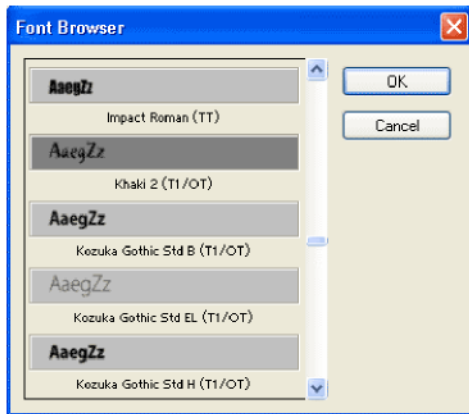 Font Browser
AaegZz
Impact Roman (TT)
AaegZz
Khaki 2 (T1/OT)
AaegZz
Kozuka Gothic Std B (T1/OT)
AaegZz
Kozuka Gothic Std EL (T1/OT)
AaegZz
Kozuka Gothic Std H (T1/OT)
OK
Cancel